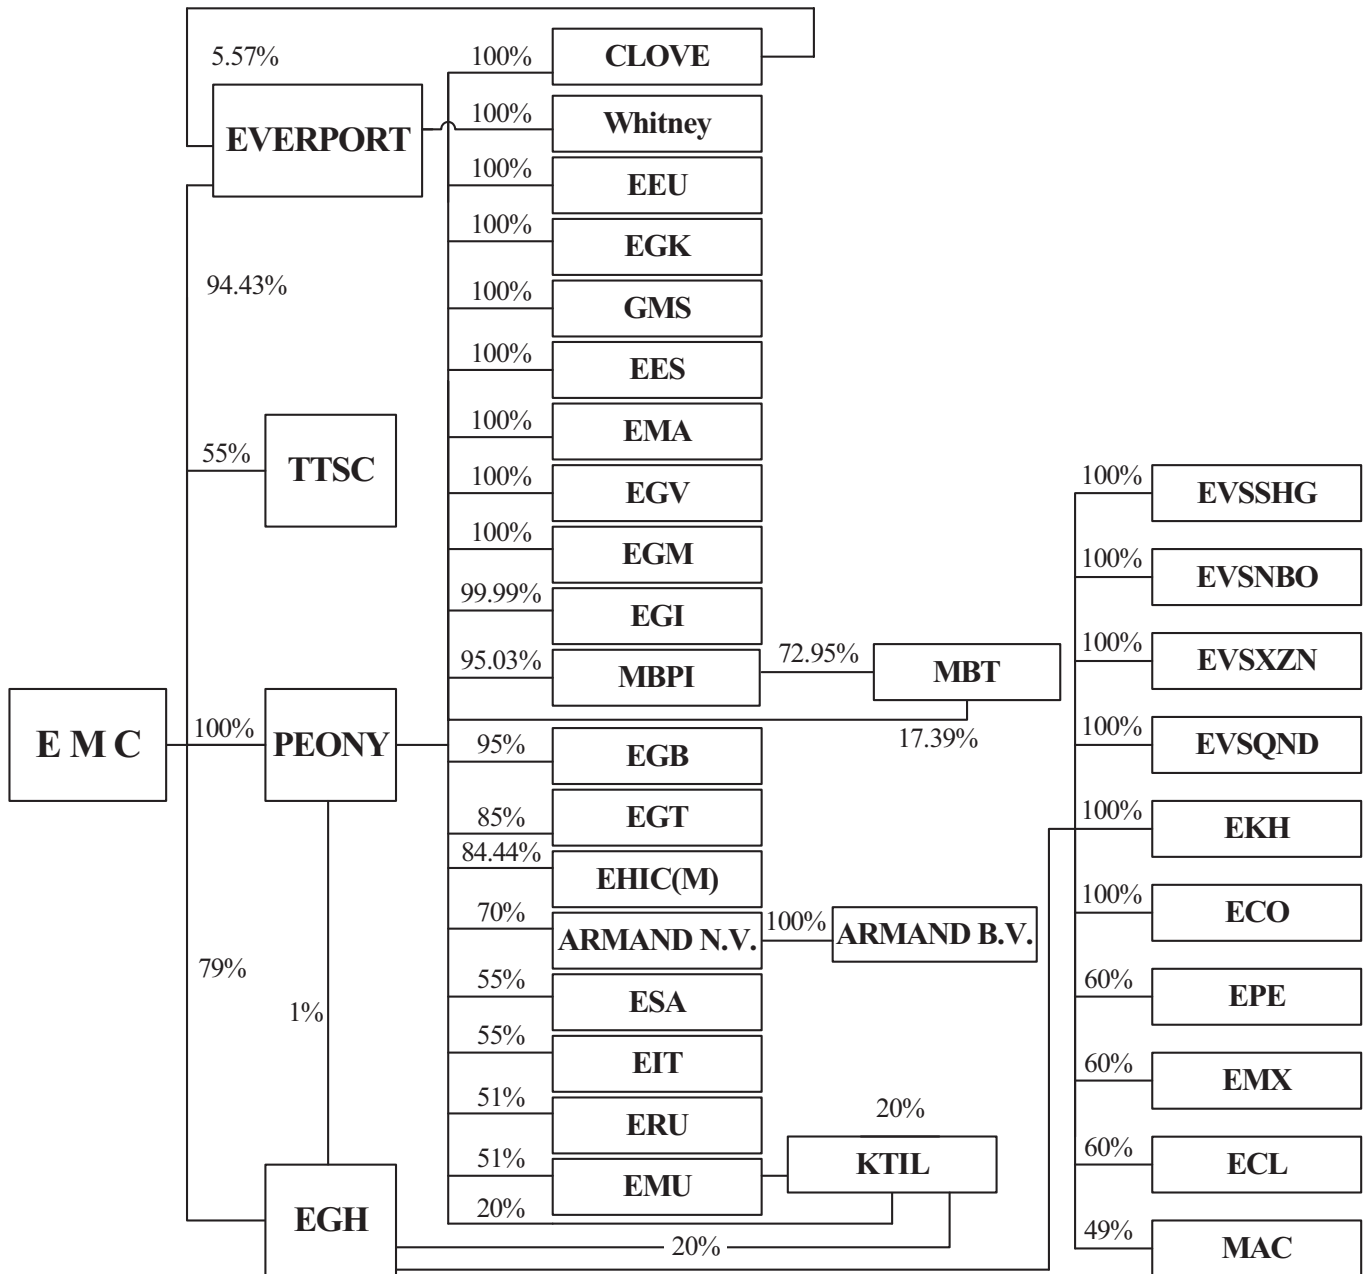 5.57%
100%
CLOVE
EVERPORT
100%
Whitney
100%
EEU
100%
EGK
94.43%
100%
GMS
100%
EES
100%
EMA
55%
TTSC
100%
EGV
100%
EGM
99.99%
EGI
95.03%
MBPI
72.95%
MBT
17.39%
E M C
100%
PEONY
95%
EGB
85%
EGT
84.44%
EHIC(M)
70%
ARMAND N.V.
100%
ARMAND B.V.
79%
1%
55%
ESA
55%
EIT
51%
ERU
51%
EMU
20%
KTIL
20%
EGH
20%
100%
EVSSHG
100%
EVSNBO
100%
EVSXZN
100%
EVSQND
100%
EKH
100%
ECO
60%
EPE
60%
EMX
60%
ECL
49%
MAC